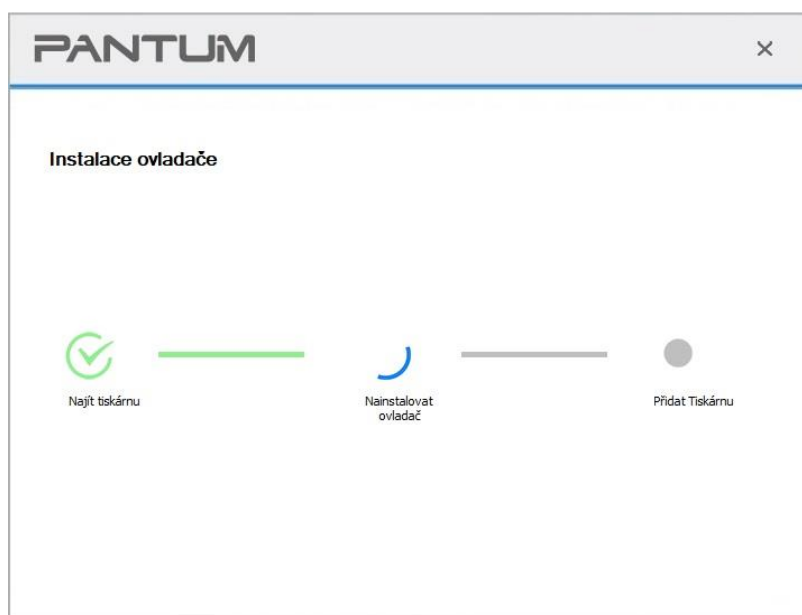 PANTUM
Instalace ovladače
Najít tiskárnu
Nainstalovat
ovladač
Přidat Tiskárnu